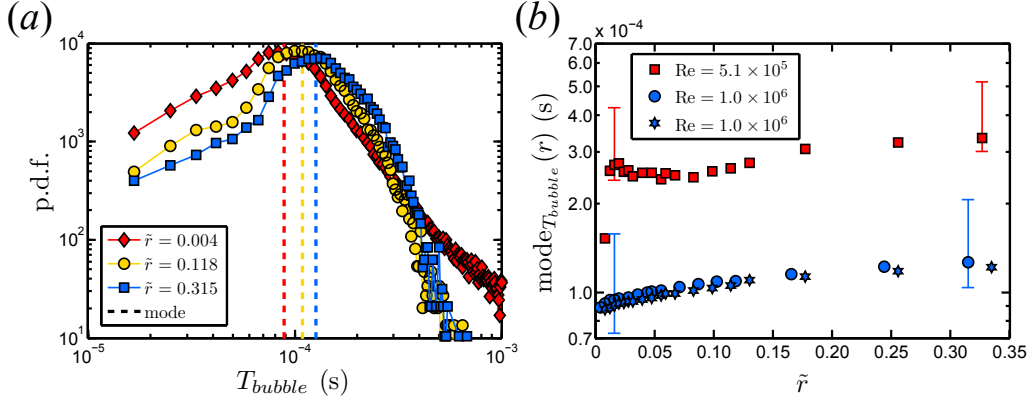 (a)
p.d.f.
10^4
10^3
10^2
10^1
r̃ = 0.004
r̃ = 0.118
r̃ = 0.315
mode
10^-5
10^-4
10^-3
T_bubble (s)
(b)
×10^-4
mode_{T_bubble} (r) (s)
7.0
5.0
4.0
3.0
2.0
1.0
0.7
Re = 5.1 × 10^5
Re = 1.0 × 10^6
Re = 1.0 × 10^6
0
0.05
0.10
0.15
0.20
0.25
0.30
0.35
r̃